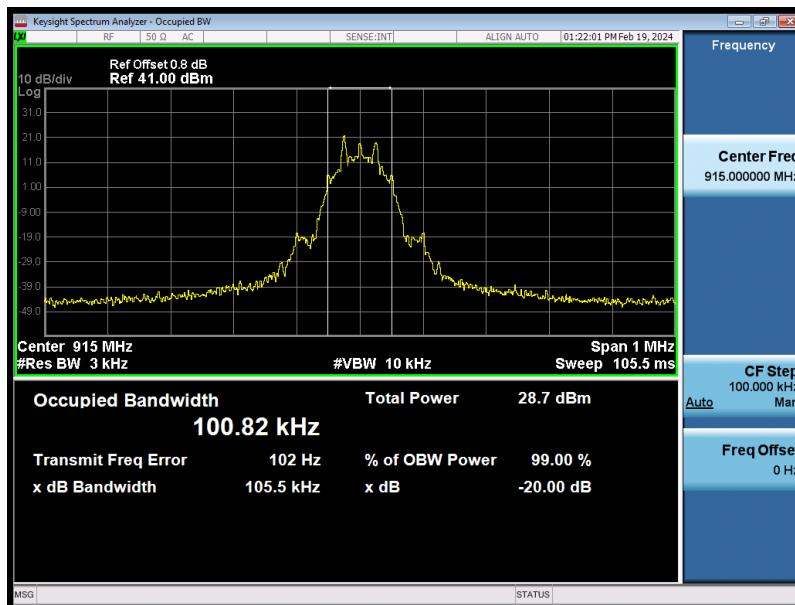 Keysight Spectrum Analyzer - Occupied BW
LXI RF 50 Ω AC SENSE:INT ALIGN AUTO 01:22:01 PM Feb 19, 2024
Frequency
Ref Offset 0.8 dB
10 dB/div Ref 41.00 dBm
Log
31.0
21.0
11.0
1.00
-9.00
-19.0
-29.0
-39.0
-49.0
Center 915 MHz Span 1 MHz
#Res BW 3 kHz #VBW 10 kHz Sweep 105.5 ms
Occupied Bandwidth Total Power 28.7 dBm
100.82 kHz
Transmit Freq Error 102 Hz % of OBW Power 99.00 %
x dB Bandwidth 105.5 kHz x dB -20.00 dB
Center Freq
915.000000 MHz
CF Step
100.000 kHz
Auto Man
Freq Offset
0 Hz
MSG STATUS